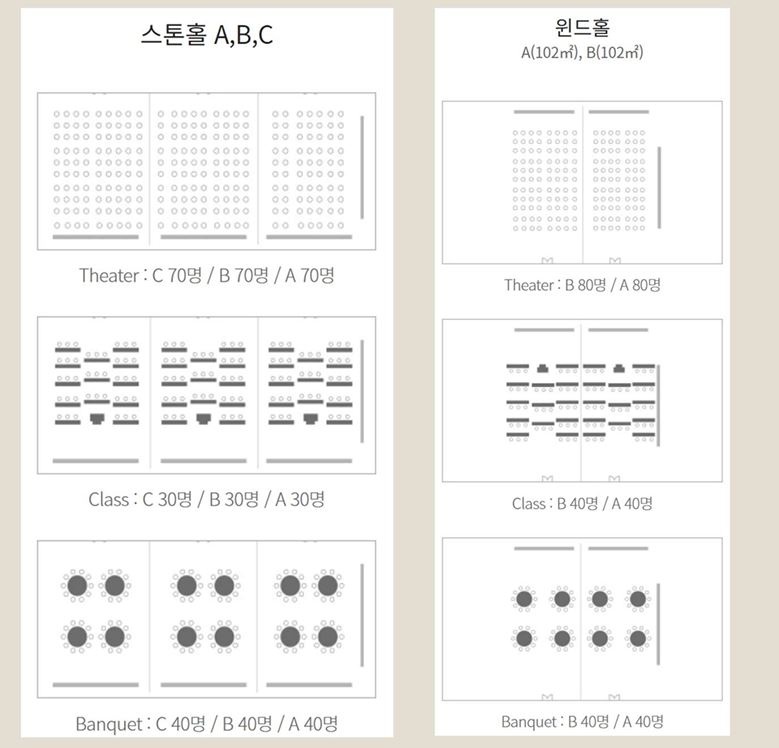 스톤홀 A,B,C
Theater : C 70명 / B 70명 / A 70명
Class : C 30명 / B 30명 / A 30명
Banquet : C 40명 / B 40명 / A 40명
윈드홀
A(102㎡), B(102㎡)
Theater : B 80명 / A 80명
Class : B 40명 / A 40명
Banquet : B 40명 / A 40명